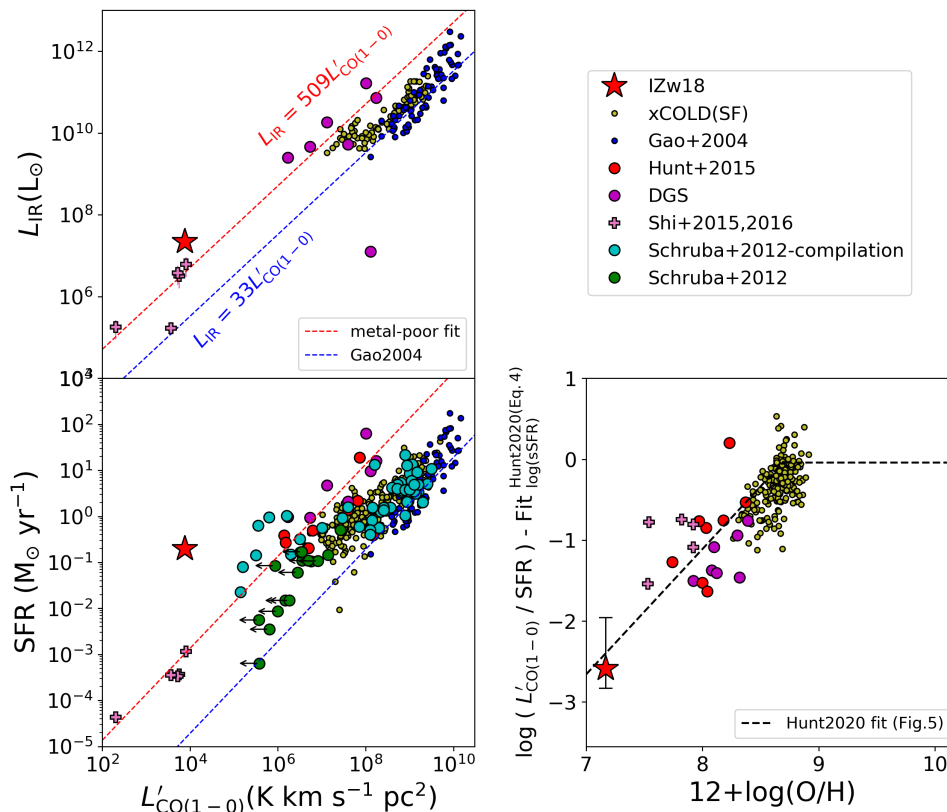 10^12
10^10
10^8
10^6
10^4
L_IR(L_⊙)
L_IR = 509L'_CO(1−0)
L_IR = 33L'_CO(1−0)
metal-poor fit
Gao2004
IZw18
xCOLD(SF)
Gao+2004
Hunt+2015
DGS
Shi+2015,2016
Schruba+2012-compilation
Schruba+2012
10^3
10^2
10^1
10^0
10^−1
10^−2
10^−3
10^−4
10^−5
SFR (M_⊙ yr^−1)
10^2
10^4
10^6
10^8
10^10
L'_CO(1−0)(K km s^−1 pc^2)
1
0
−1
−2
−3
log ( L'_CO(1−0) / SFR ) - Fit ^Hunt2020(Eq.4) _log(sSFR)
Hunt2020 fit (Fig.5)
7
8
9
10
12+log(O/H)